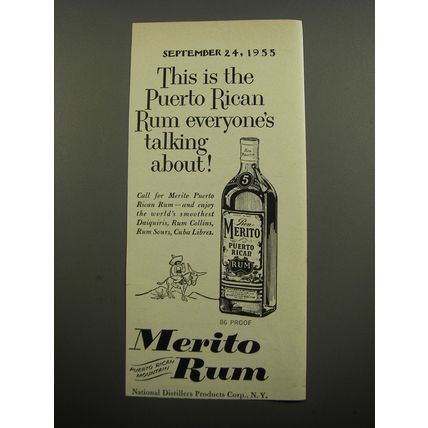 SEPTEMBER 24, 1955
This is the
Puerto Rican
Rum everyone's
talking
about!
Call for Merito Puerto
Rican Rum—and enjoy
the world's smoothest
Daiquiris, Rum Collins,
Rum Sours, Cuba Libres.
5
Ron
MERITO
PUERTO
RICAN
RUM
86 PROOF
Merito
PUERTO RICAN
MOUNTAIN
Rum
National Distillers Products Corp., N. Y.